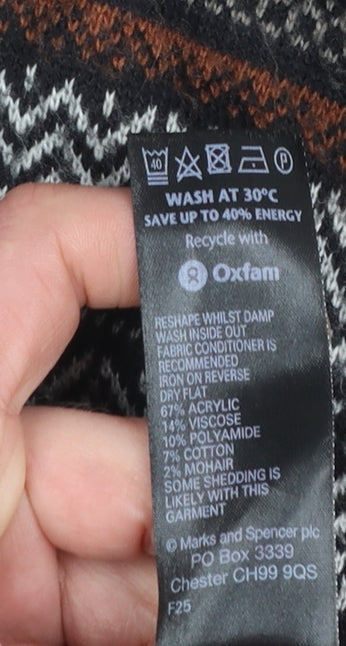 40 P
WASH AT 30°C
SAVE UP TO 40% ENERGY
Recycle with
Oxfam
RESHAPE WHILST DAMP
WASH INSIDE OUT
FABRIC CONDITIONER IS
RECOMMENDED
IRON ON REVERSE
DRY FLAT
67% ACRYLIC
14% VISCOSE
10% POLYAMIDE
7% COTTON
2% MOHAIR
SOME SHEDDING IS
LIKELY WITH THIS
GARMENT
© Marks and Spencer plc
PO Box 3339
Chester CH99 9QS
F25